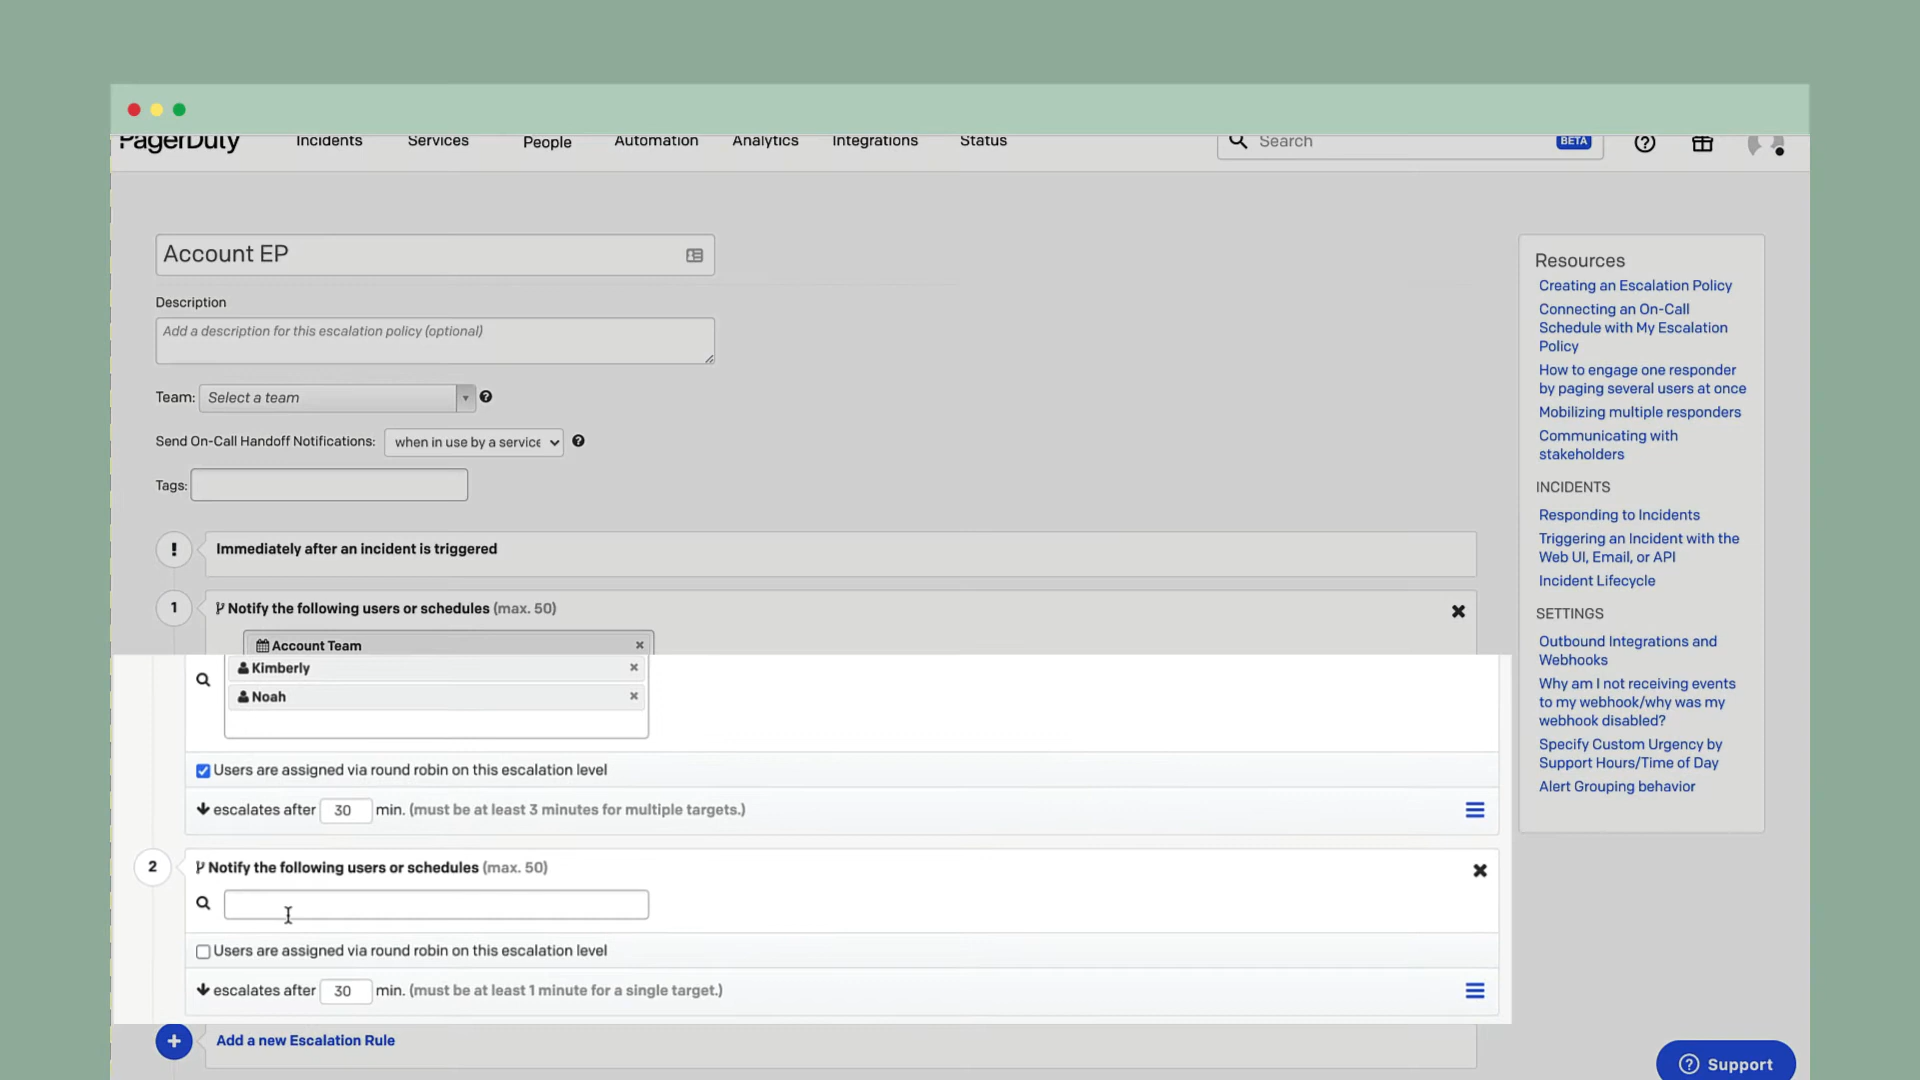 PagerDuty
Incidents
Services
People
Automation
Analytics
Integrations
Status
Search
BETA
Account EP
Description
Add a description for this escalation policy (optional)
Team: Select a team
Send On-Call Handoff Notifications: when in use by a service
Tags:
! Immediately after an incident is triggered
1 Notify the following users or schedules (max. 50)
Account Team
Kimberly
Noah
Users are assigned via round robin on this escalation level
escalates after 30 min. (must be at least 3 minutes for multiple targets.)
2 Notify the following users or schedules (max. 50)
Users are assigned via round robin on this escalation level
escalates after 30 min. (must be at least 1 minute for a single target.)
+ Add a new Escalation Rule
Resources
Creating an Escalation Policy
Connecting an On-Call
Schedule with My Escalation
Policy
How to engage one responder
by paging several users at once
Mobilizing multiple responders
Communicating with
stakeholders
INCIDENTS
Responding to Incidents
Triggering an Incident with the
Web UI, Email, or API
Incident Lifecycle
SETTINGS
Outbound Integrations and
Webhooks
Why am I not receiving events
to my webhook/why was my
webhook disabled?
Specify Custom Urgency by
Support Hours/Time of Day
Alert Grouping behavior
Support